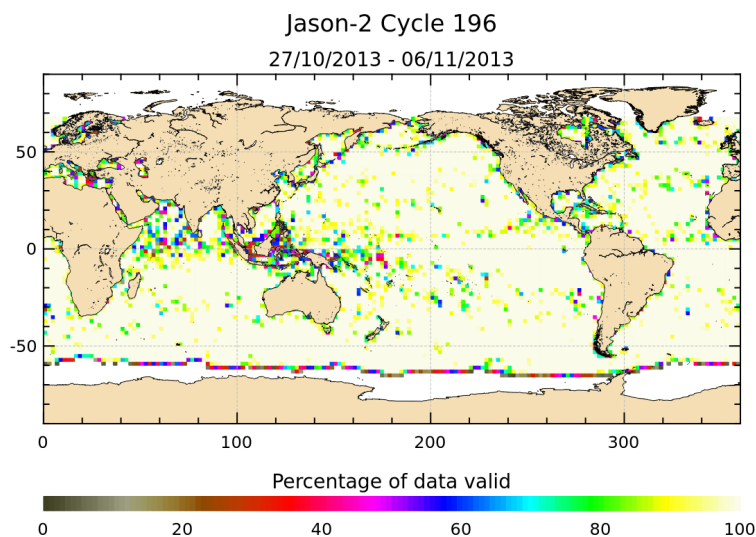 Jason-2 Cycle 196
27/10/2013 - 06/11/2013
50
0
-50
0 100 200 300
Percentage of data valid
0 20 40 60 80 100